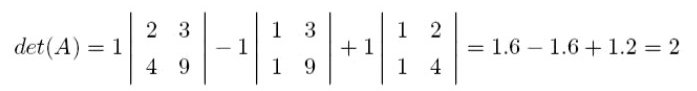 det(A) = 1 | 2 3 | − 1 | 1 3 | + 1 | 1 2 | = 1.6 − 1.6 + 1.2 = 2
| 4 9 | | 1 9 | | 1 4 |